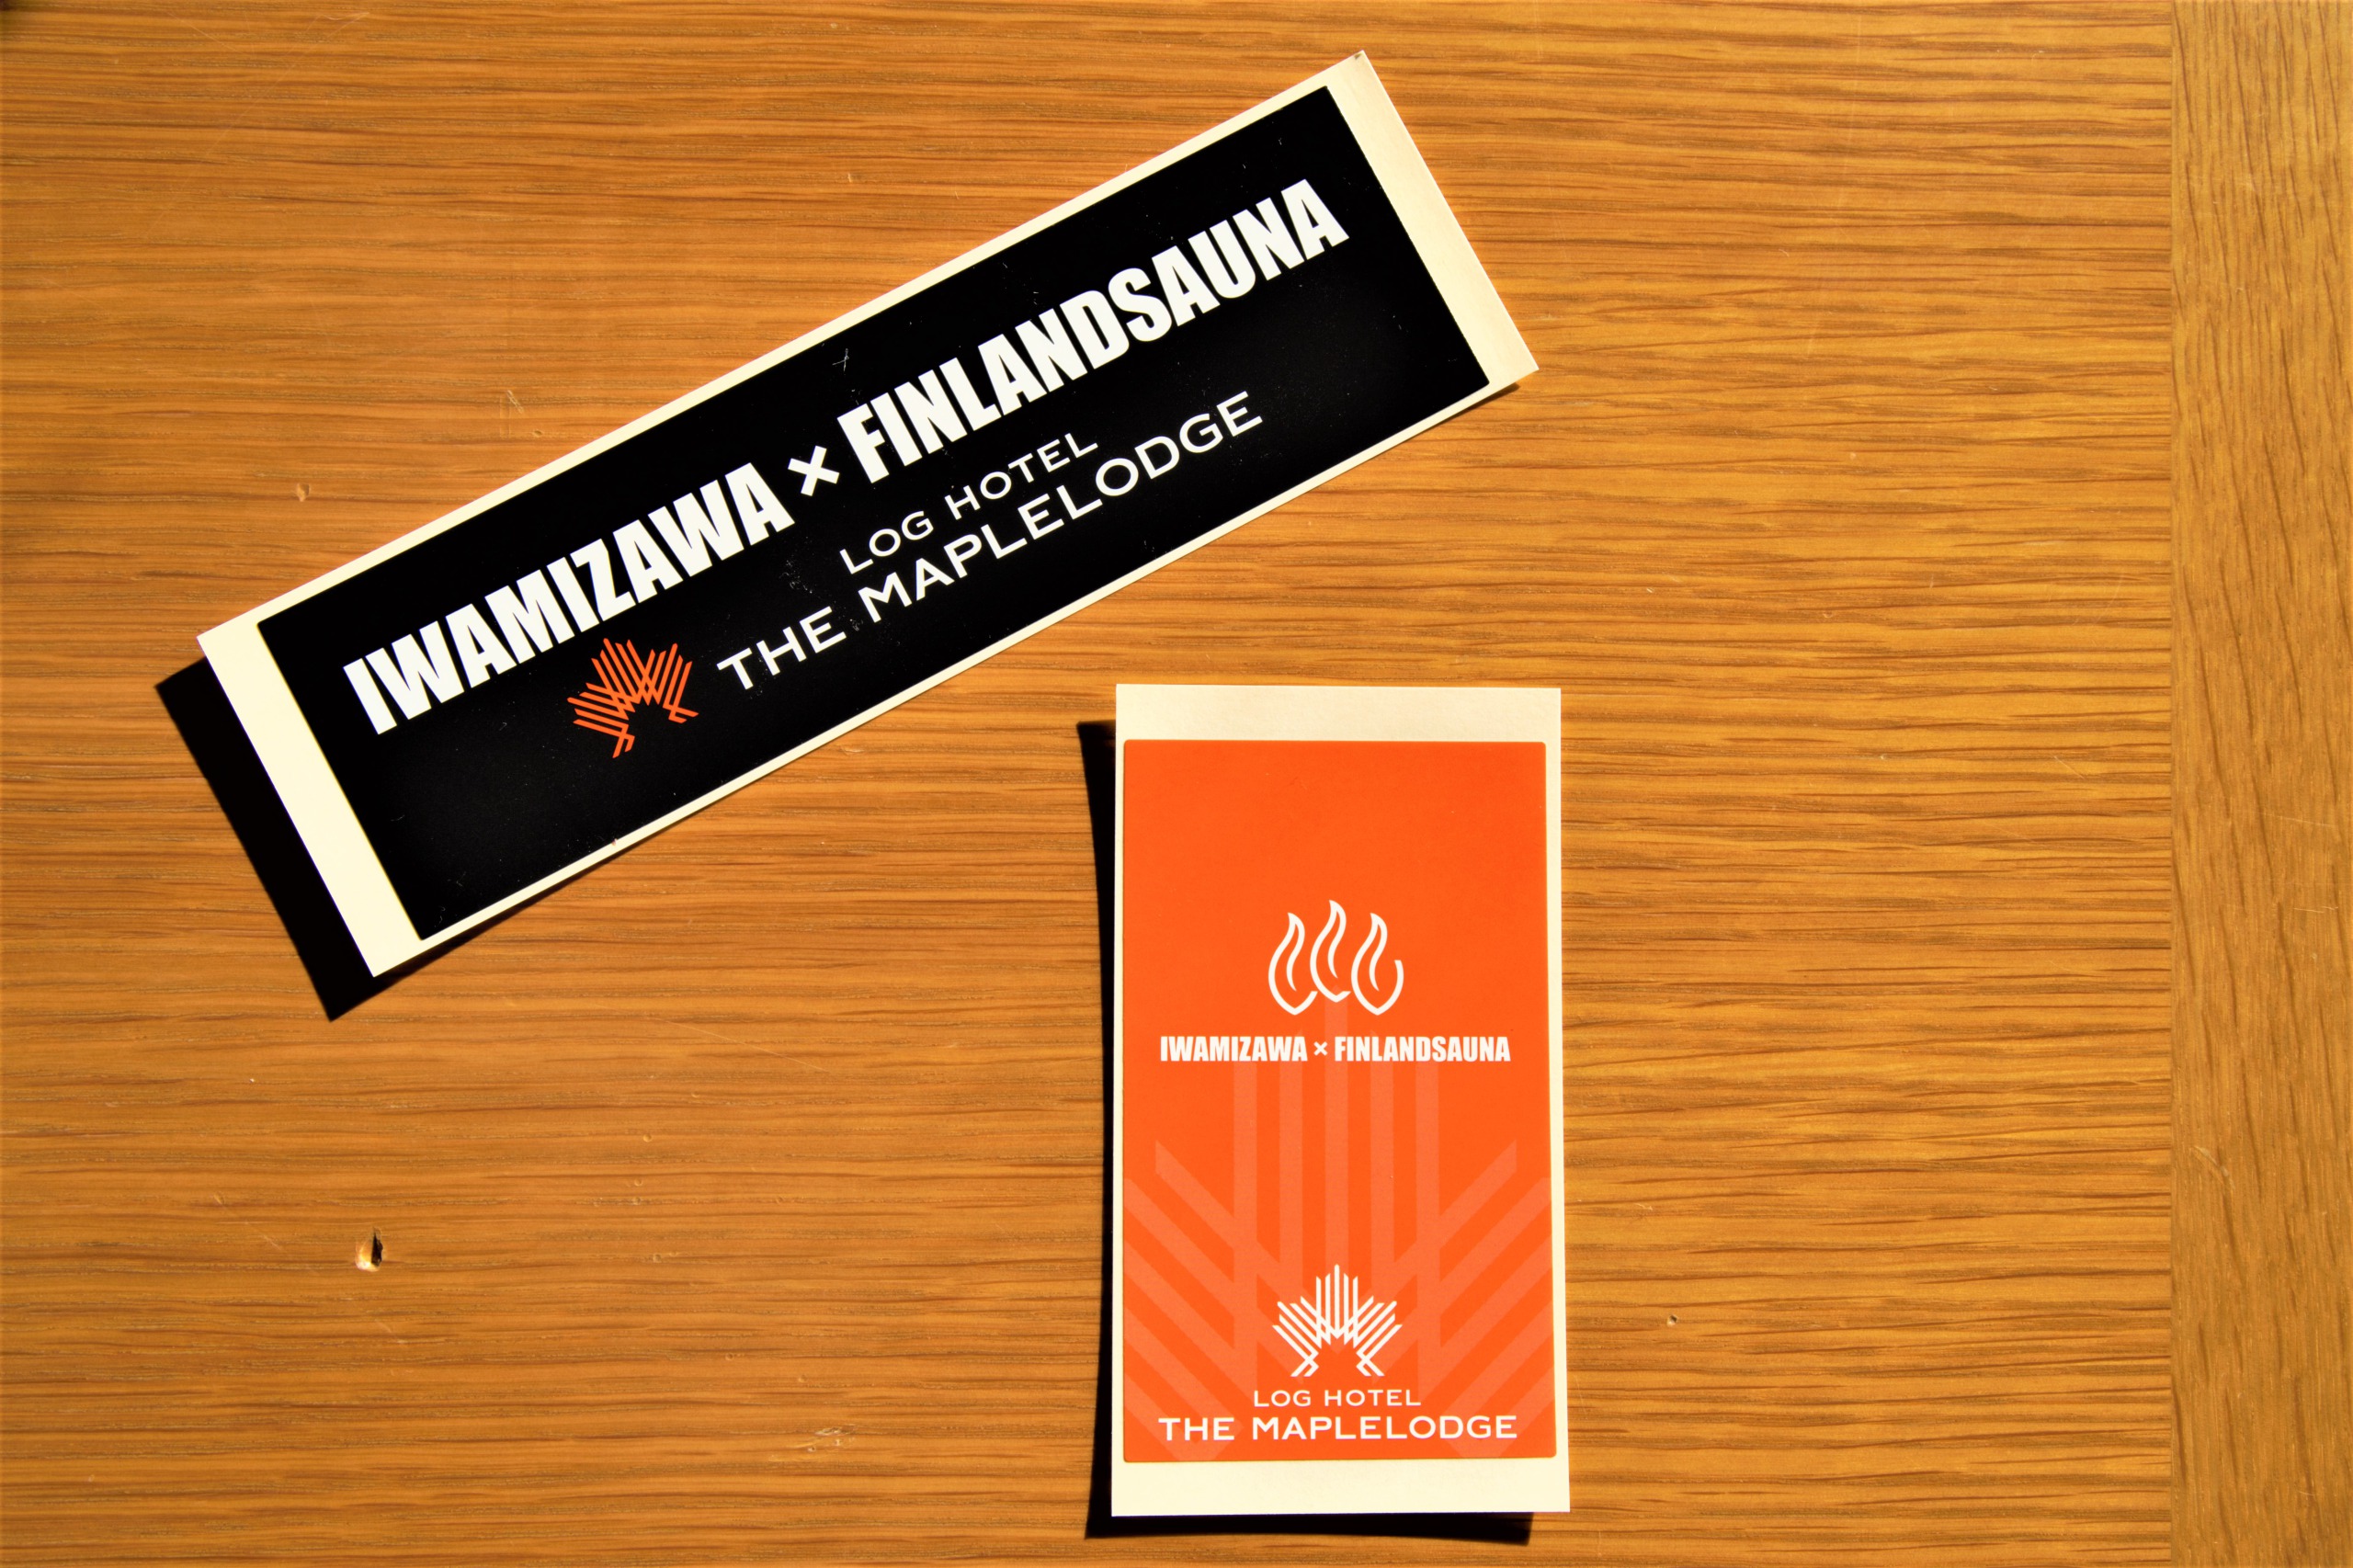 IWAMIZAWA × FINLANDSAUNA
LOG HOTEL
THE MAPLELODGE
IWAMIZAWA × FINLANDSAUNA
LOG HOTEL
THE MAPLELODGE